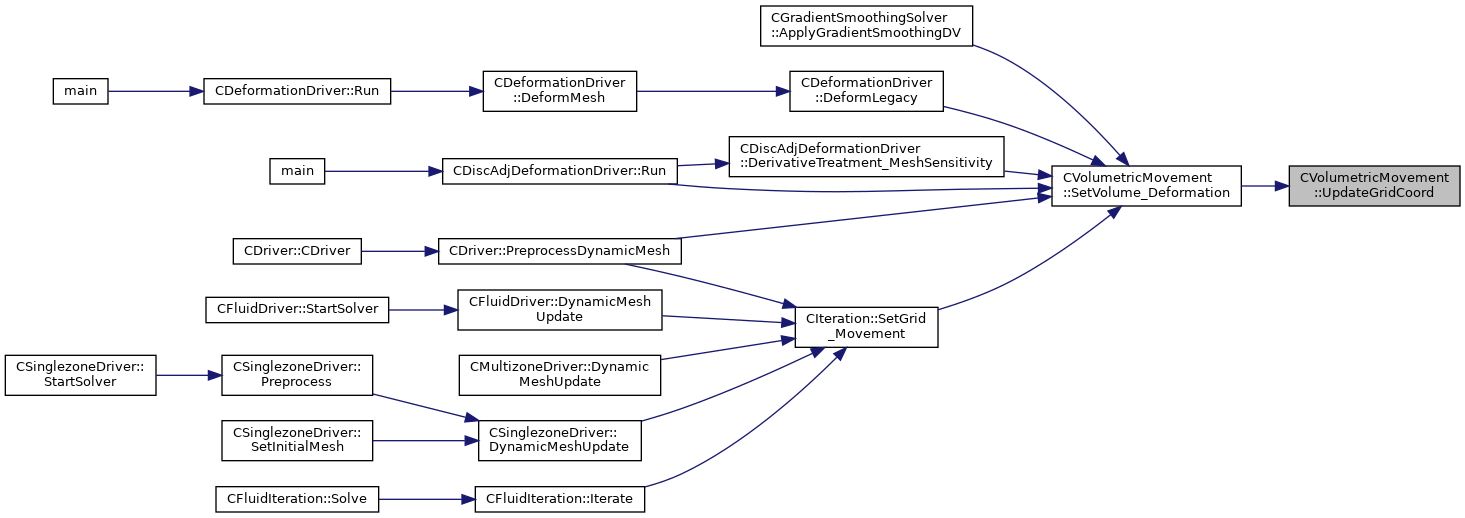 CGradientSmoothingSolver
::ApplyGradientSmoothingDV
main
CDeformationDriver::Run
CDeformationDriver
::DeformMesh
CDeformationDriver
::DeformLegacy
CDiscAdjDeformationDriver
::DerivativeTreatment_MeshSensitivity
main
CDiscAdjDeformationDriver::Run
CVolumetricMovement
::SetVolume_Deformation
CVolumetricMovement
::UpdateGridCoord
CDriver::CDriver
CDriver::PreprocessDynamicMesh
CFluidDriver::StartSolver
CFluidDriver::DynamicMesh
Update
CIteration::SetGrid
_Movement
CSinglezoneDriver::
StartSolver
CSinglezoneDriver::
Preprocess
CMultizoneDriver::Dynamic
MeshUpdate
CSinglezoneDriver::
SetInitialMesh
CSinglezoneDriver::
DynamicMeshUpdate
CFluidIteration::Solve
CFluidIteration::Iterate